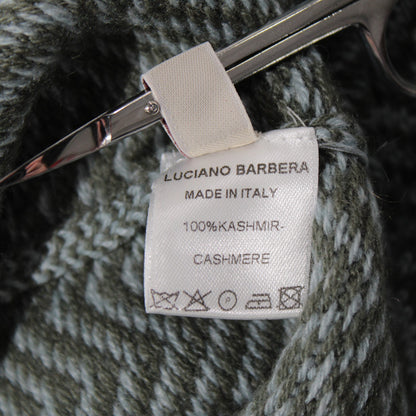 LUCIANO BARBERA
MADE IN ITALY
100%KASHMIR-
CASHMERE